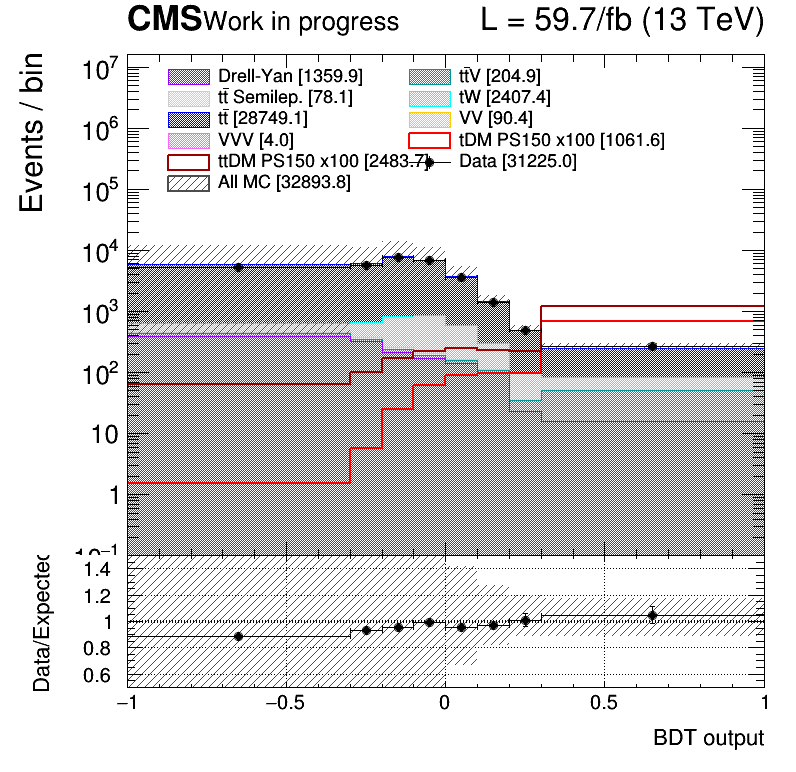 CMS Work in progress L = 59.7/fb (13 TeV)
Events / bin
10⁷
10⁶
10⁵
10⁴
10³
10²
10
1
10⁻¹
Drell-Yan [1359.9]
tt̄V [204.9]
tt̄ Semilep. [78.1]
tW [2407.4]
tt̄ [28749.1]
VV [90.4]
VVV [4.0]
tDM PS150 x100 [1061.6]
ttDM PS150 x100 [2483.7]
Data [31225.0]
All MC [32893.8]
Data/Expected
1.4
1.2
1
0.8
0.6
−1 −0.5 0 0.5 1
BDT output